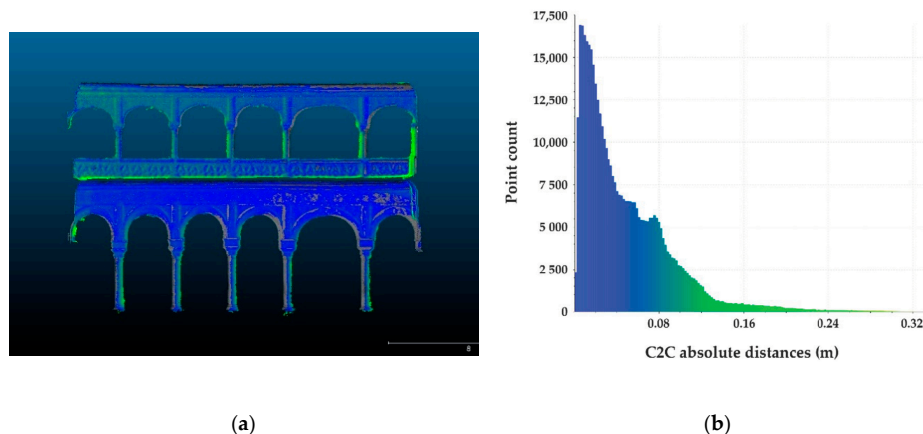 17,500
15,000
12,500
10,000
7,500
5 000
2 500
0
Point count
0.08 0.16 0.24 0.32
C2C absolute distances (m)
8
(a) (b)